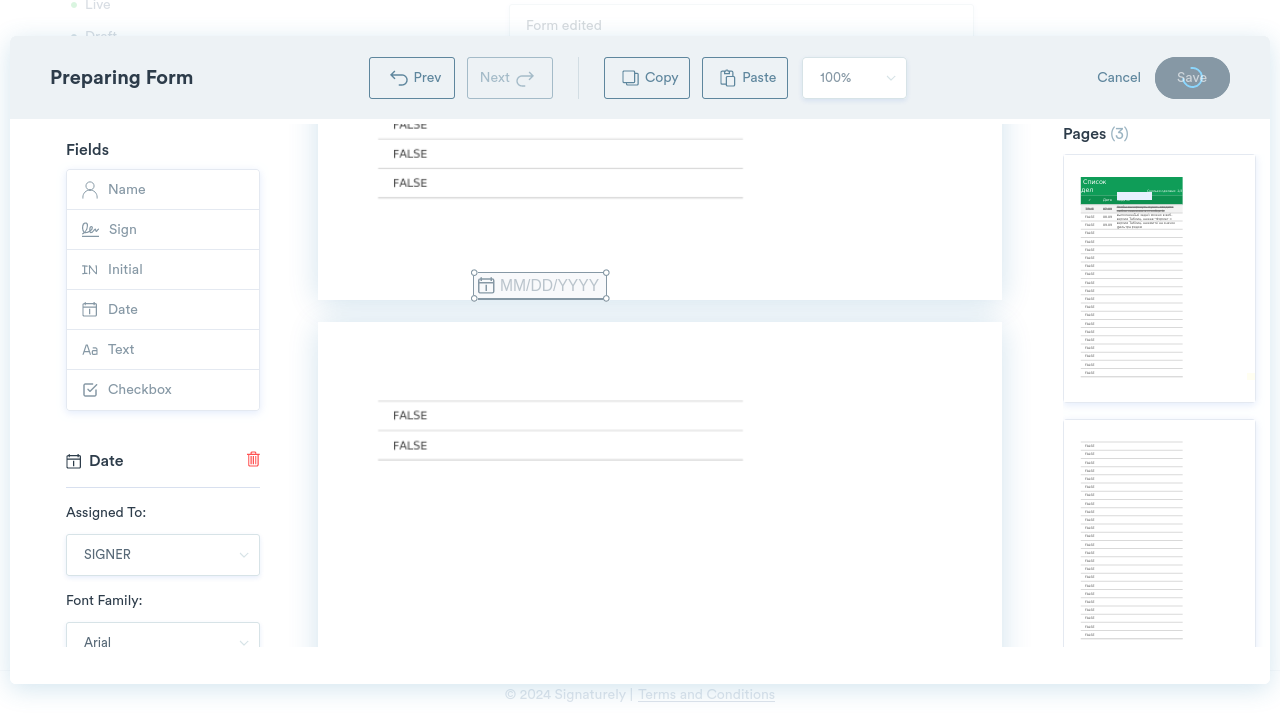 Live
Draft
Form edited
Preparing Form
Prev
Next
Copy
Paste
100%
Cancel
Save
Fields
Name
Sign
Initial
Date
Text
Checkbox
Date
Assigned To:
SIGNER
Font Family:
Arial
FALSE
FALSE
FALSE
MM/DD/YYYY
FALSE
FALSE
Pages (3)
Список
дел
© 2024 Signaturely | Terms and Conditions